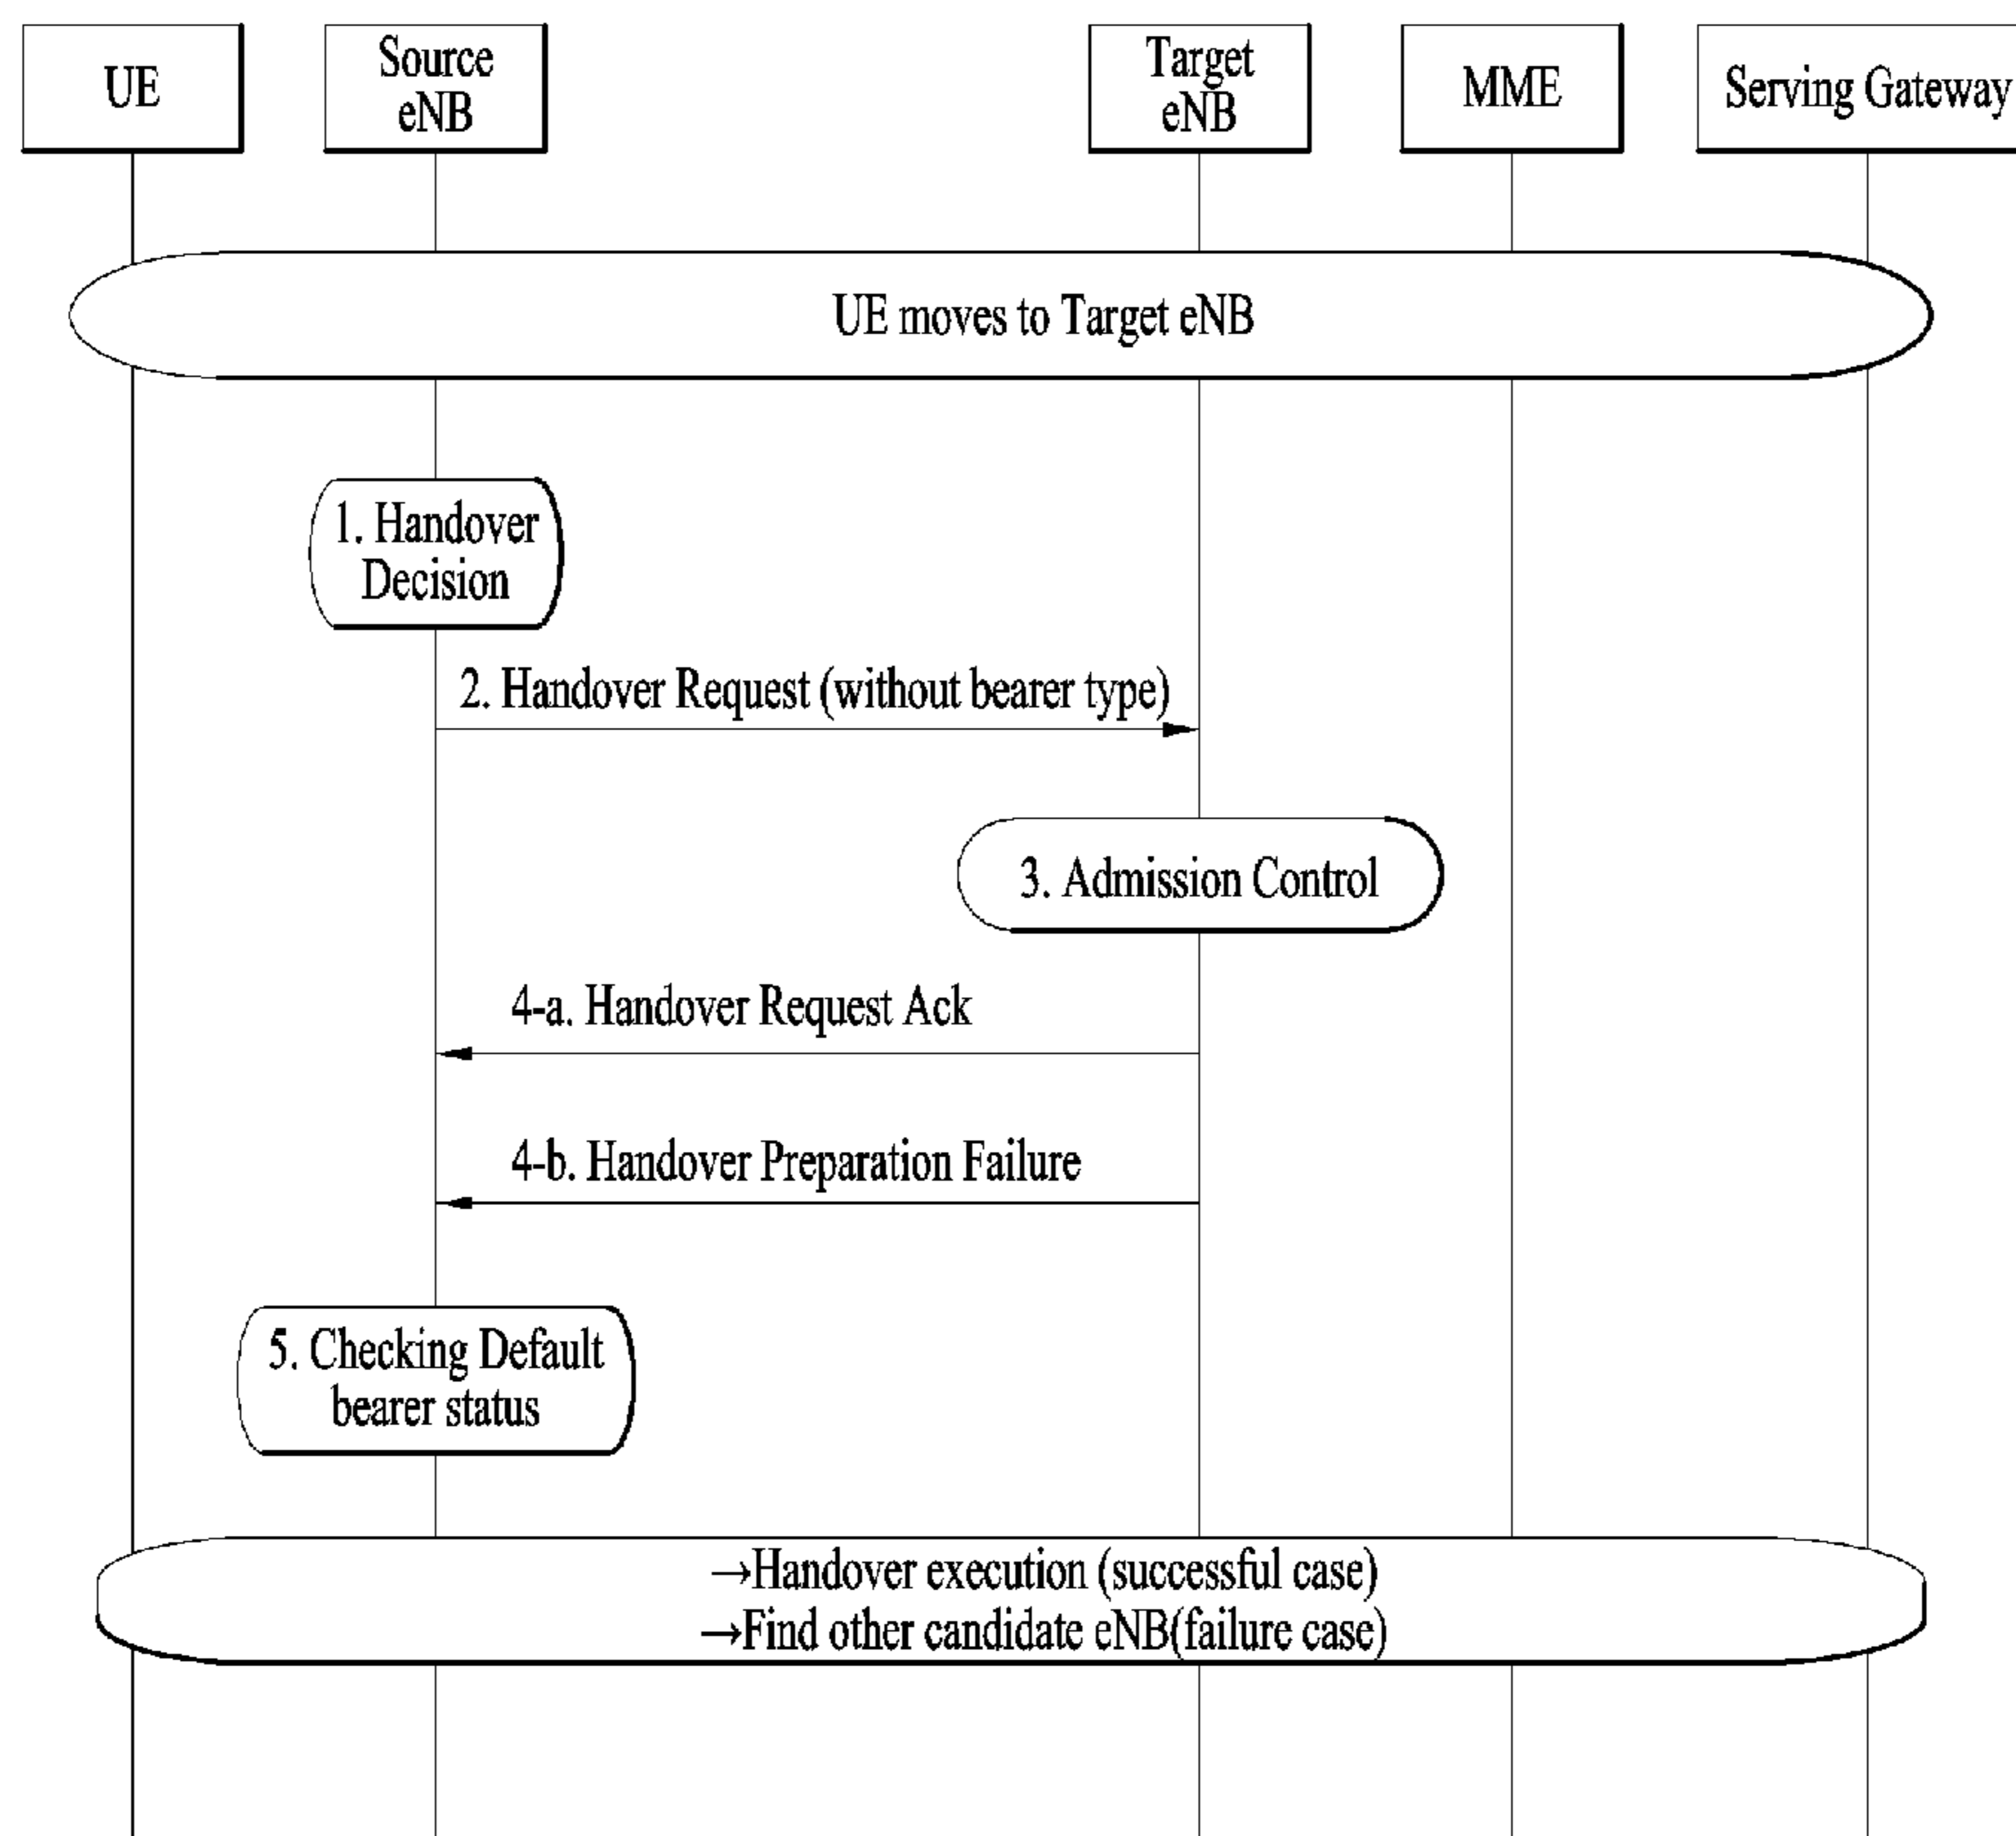 UE
Source
eNB
Target
eNB
MME
Serving Gateway
UE moves to Target eNB
1. Handover
Decision
2. Handover Request (without bearer type)
3. Admission Control
4-a. Handover Request Ack
4-b. Handover Preparation Failure
5. Checking Default
bearer status
→Handover execution (successful case)
→Find other candidate eNB(failure case)